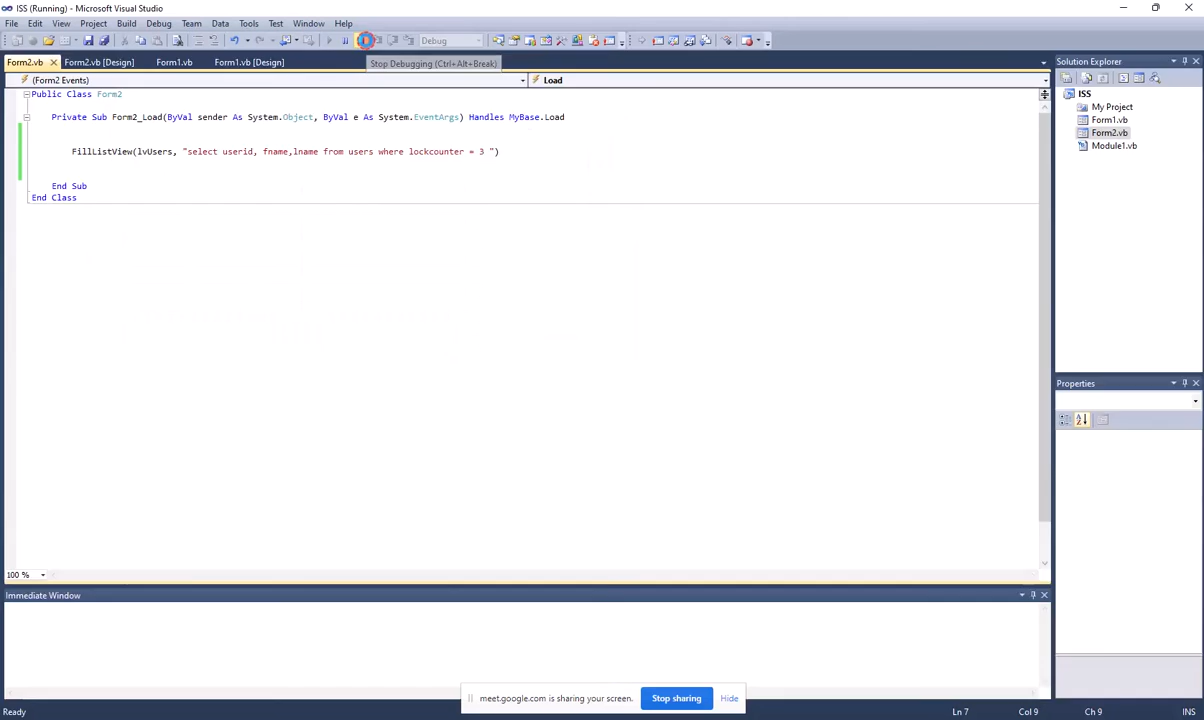 ISS (Running) - Microsoft Visual Studio
File Edit View Project Build Debug Team Data Tools Test Window Help
Debug
Form2.vb Form2.vb [Design] Form1.vb Form1.vb [Design]
Stop Debugging (Ctrl+Alt+Break)
Solution Explorer
(Form2 Events) Load
Public Class Form2
Private Sub Form2_Load(ByVal sender As System.Object, ByVal e As System.EventArgs) Handles MyBase.Load
FillListView(lvUsers, "select userid, fname,lname from users where lockcounter = 3 ")
End Sub
End Class
ISS
My Project
Form1.vb
Form2.vb
Module1.vb
Properties
100 %
Immediate Window
meet.google.com is sharing your screen. Stop sharing Hide
Ready Ln 7 Col 9 Ch 9 INS